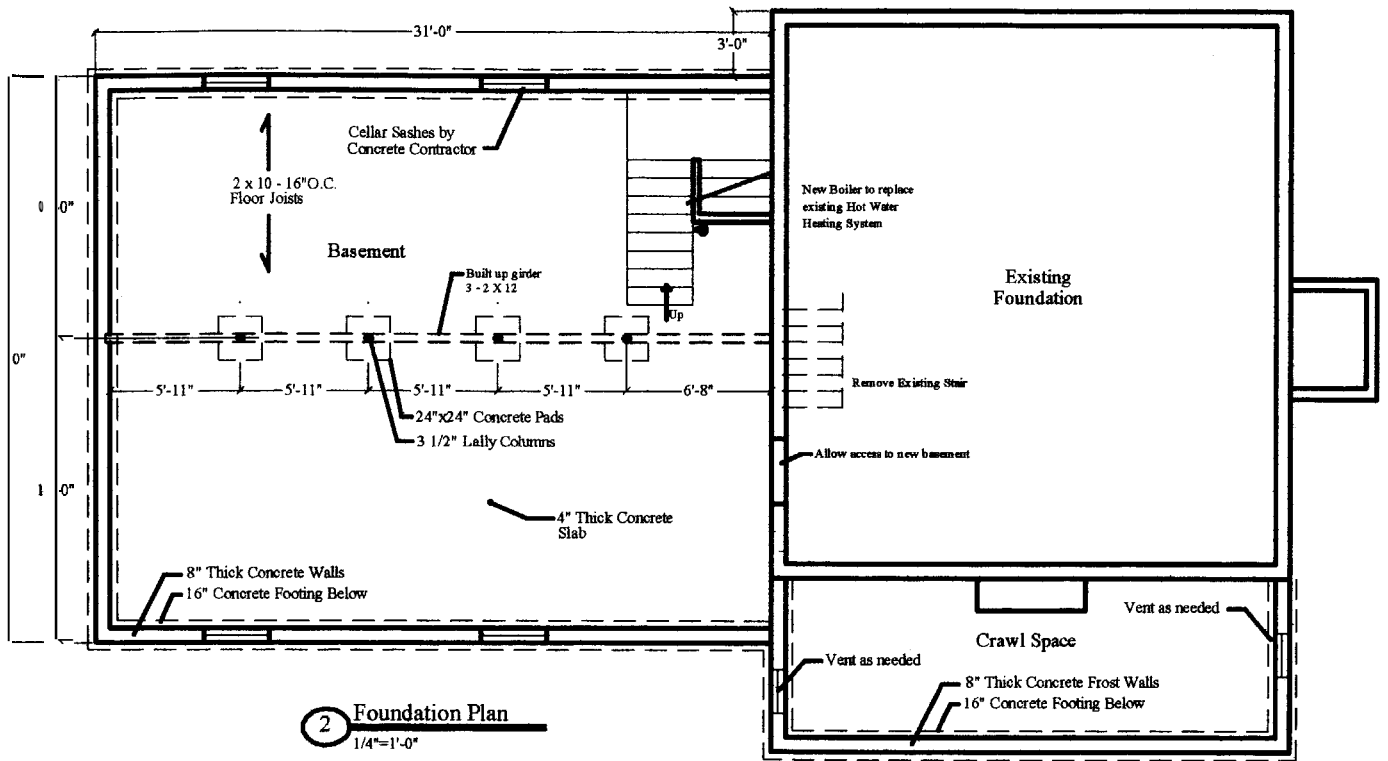 31'-0"
3'-0"
Cellar Sashes by
Concrete Contractor
2 x 10 - 16"O.C.
Floor Joists
New Boiler to replace
existing Hot Water
Heating System
0"
Basement
Built up girder
3 - 2 X 12
Existing
Foundation
Up
0"
5'-11"
5'-11"
5'-11"
5'-11"
6'-8"
Remove Existing Stair
24"x24" Concrete Pads
3 1/2" Lally Columns
Allow access to new basement
0"
4" Thick Concrete
Slab
8" Thick Concrete Walls
16" Concrete Footing Below
Vent as needed
Crawl Space
Vent as needed
8" Thick Concrete Frost Walls
16" Concrete Footing Below
2
Foundation Plan
1/4"=1'-0"